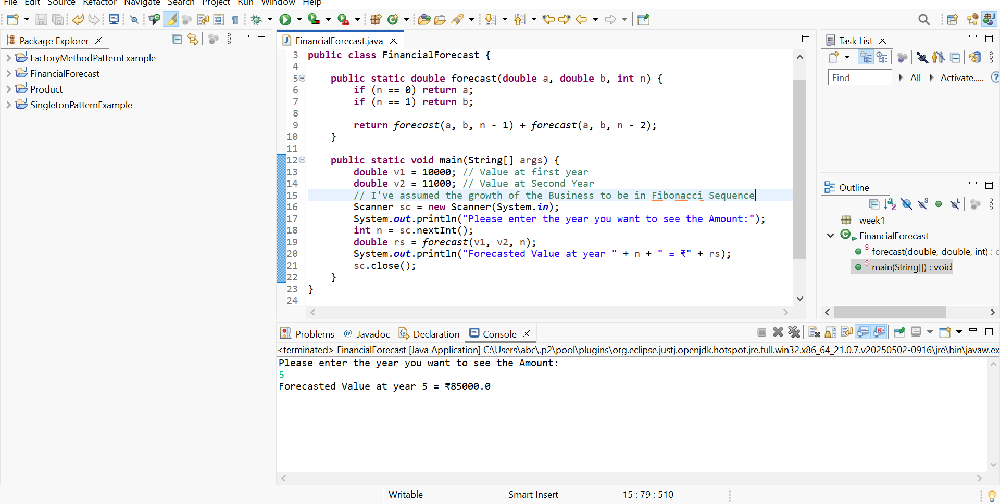 File Edit Source Refactor Navigate Search Project Run Window Help
Package Explorer
FactoryMethodPatternExample
FinancialForecast
Product
SingletonPatternExample
FinancialForecast.java
3 public class FinancialForecast {
4
5 public static double forecast(double a, double b, int n) {
6 if (n == 0) return a;
7 if (n == 1) return b;
8
9 return forecast(a, b, n - 1) + forecast(a, b, n - 2);
10 }
11
12 public static void main(String[] args) {
13 double v1 = 10000; // Value at first year
14 double v2 = 11000; // Value at Second Year
15 // I've assumed the growth of the Business to be in Fibonacci Sequence
16 Scanner sc = new Scanner(System.in);
17 System.out.println("Please enter the year you want to see the Amount:");
18 int n = sc.nextInt();
19 double rs = forecast(v1, v2, n);
20 System.out.println("Forecasted Value at year " + n + " = ₹" + rs);
21 sc.close();
22 }
23 }
24
Task List
Find
All
Activate.....
Outline
week1
FinancialForecast
forecast(double, double, int) :
main(String[]) : void
Problems
@ Javadoc
Declaration
Console
<terminated> FinancialForecast [Java Application] C:\Users\abc\.p2\pool\plugins\org.eclipse.justj.openjdk.hotspot.jre.full.win32.x86_64_21.0.7.v20250502-0916\jre\bin\javaw.ex
Please enter the year you want to see the Amount:
5
Forecasted Value at year 5 = ₹85000.0
Writable
Smart Insert
15 : 79 : 510